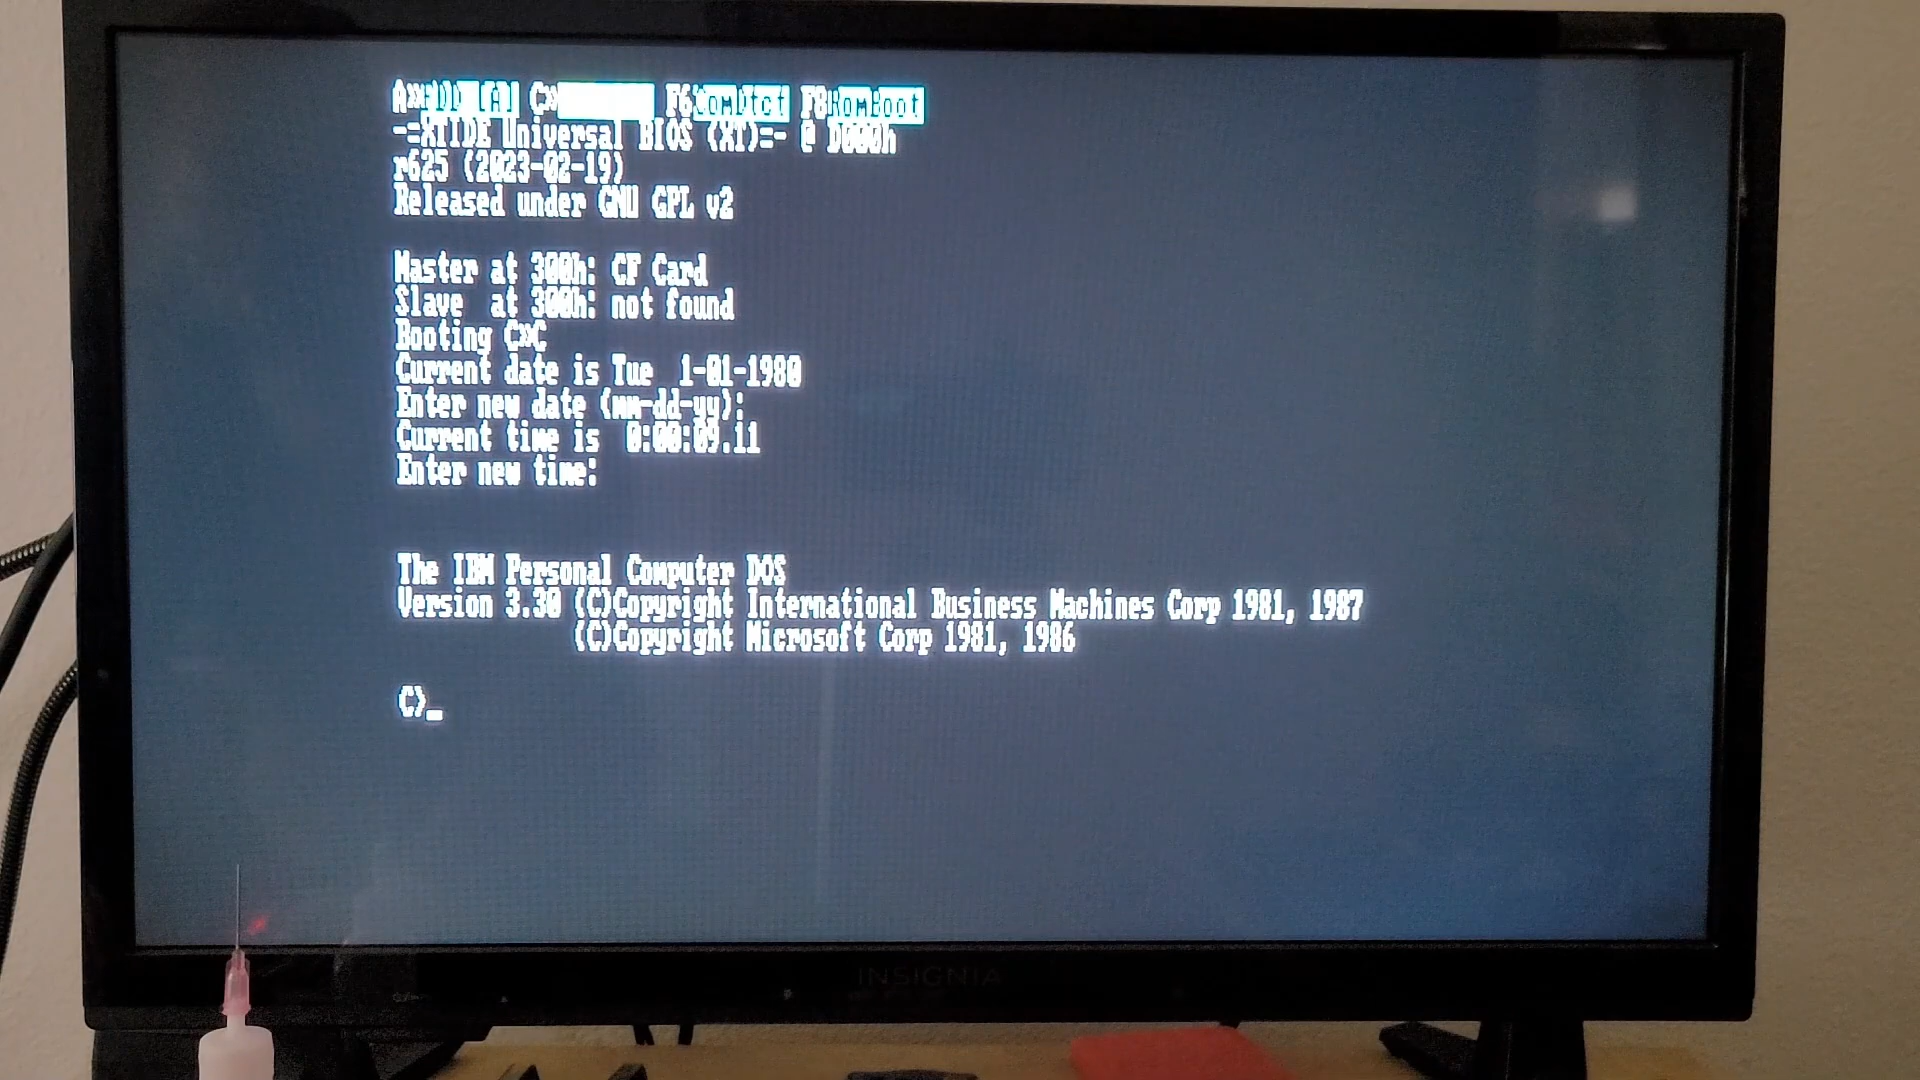 A»FDD [A] C» F6ComDtct F8RomBoot
-=XTIDE Universal BIOS (XT)=- @ D000h
r625 (2023-02-19)
Released under GNU GPL v2
Master at 300h: CF Card
Slave  at 300h: not found
Booting C»C
Current date is Tue  1-01-1980
Enter new date (mm-dd-yy):
Current time is  0:00:09.11
Enter new time:
The IBM Personal Computer DOS
Version 3.30 (C)Copyright International Business Machines Corp 1981, 1987
(C)Copyright Microsoft Corp 1981, 1986
C>_
INSIGNIA